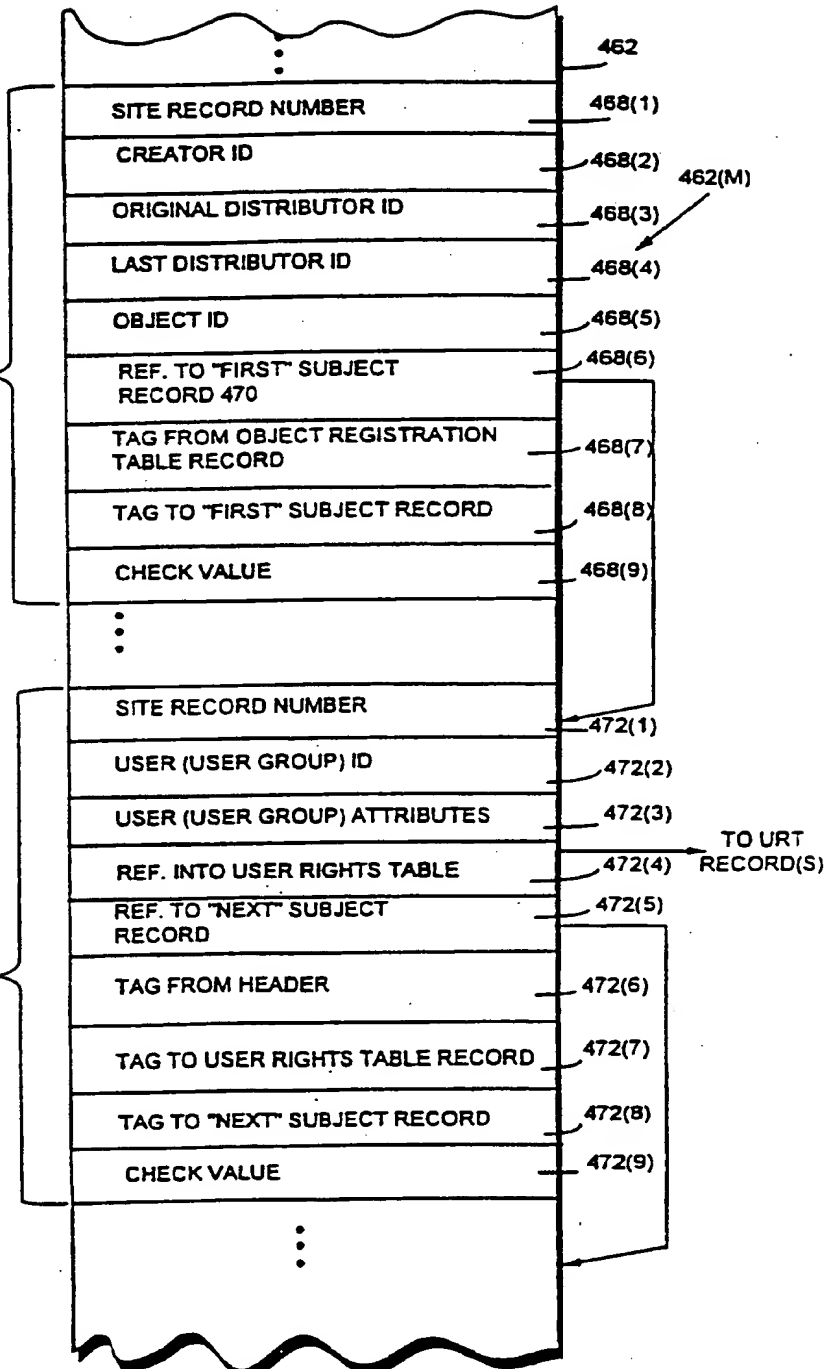 462
SITE RECORD NUMBER
468(1)
CREATOR ID
468(2)
462(M)
ORIGINAL DISTRIBUTOR ID
468(3)
LAST DISTRIBUTOR ID
468(4)
OBJECT ID
468(5)
REF. TO "FIRST" SUBJECT
RECORD 470
468(6)
TAG FROM OBJECT REGISTRATION
TABLE RECORD
468(7)
TAG TO "FIRST" SUBJECT RECORD
468(8)
CHECK VALUE
468(9)
SITE RECORD NUMBER
472(1)
USER (USER GROUP) ID
472(2)
USER (USER GROUP) ATTRIBUTES
472(3)
TO URT
RECORD(S)
REF. INTO USER RIGHTS TABLE
472(4)
REF. TO "NEXT" SUBJECT
RECORD
472(5)
TAG FROM HEADER
472(6)
TAG TO USER RIGHTS TABLE RECORD
472(7)
TAG TO "NEXT" SUBJECT RECORD
472(8)
CHECK VALUE
472(9)